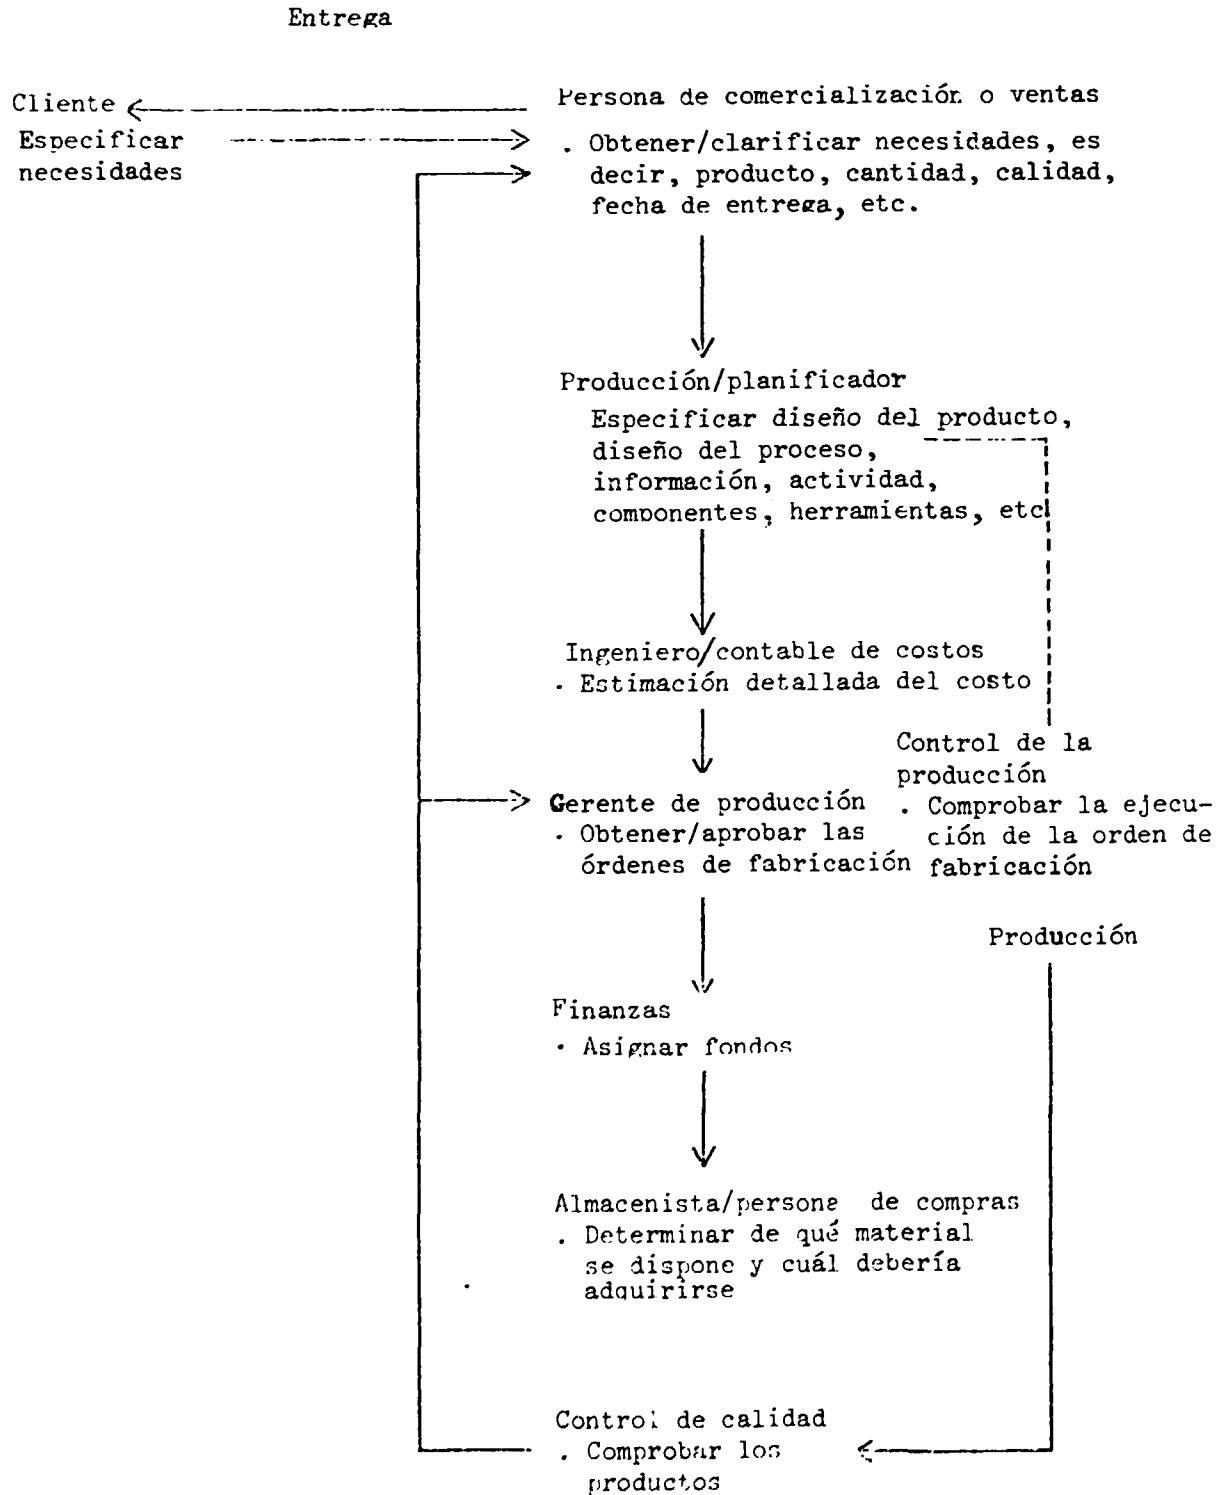 Entrega
Cliente
Especificar
necesidades
Persona de comercialización o ventas
. Obtener/clarificar necesidades, es
decir, producto, cantidad, calidad,
fecha de entrega, etc.
Producción/planificador
Especificar diseño del producto,
diseño del proceso,
información, actividad,
componentes, herramientas, etc
Ingeniero/contable de costos
. Estimación detallada del costo
Control de la
producción
. Comprobar la ejecu-
ción de la orden de
fabricación
Gerente de producción
. Obtener/aprobar las
órdenes de fabricación
Producción
Finanzas
. Asignar fondos
Almacenista/persona de compras
. Determinar de qué material
se dispone y cuál debería
adquirirse
Control de calidad
. Comprobar los
productos